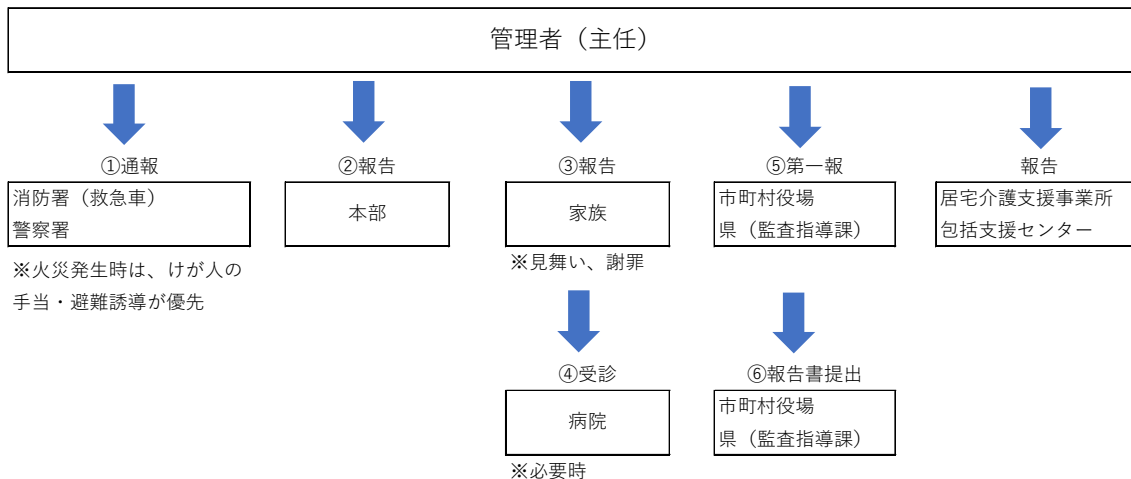 管理者（主任）
①通報
消防署（救急車）
警察署
※火災発生時は、けが人の
手当・避難誘導が優先
②報告
本部
③報告
家族
※見舞い、謝罪
④受診
病院
※必要時
⑤第一報
市町村役場
県（監査指導課）
⑥報告書提出
市町村役場
県（監査指導課）
報告
居宅介護支援事業所
包括支援センター